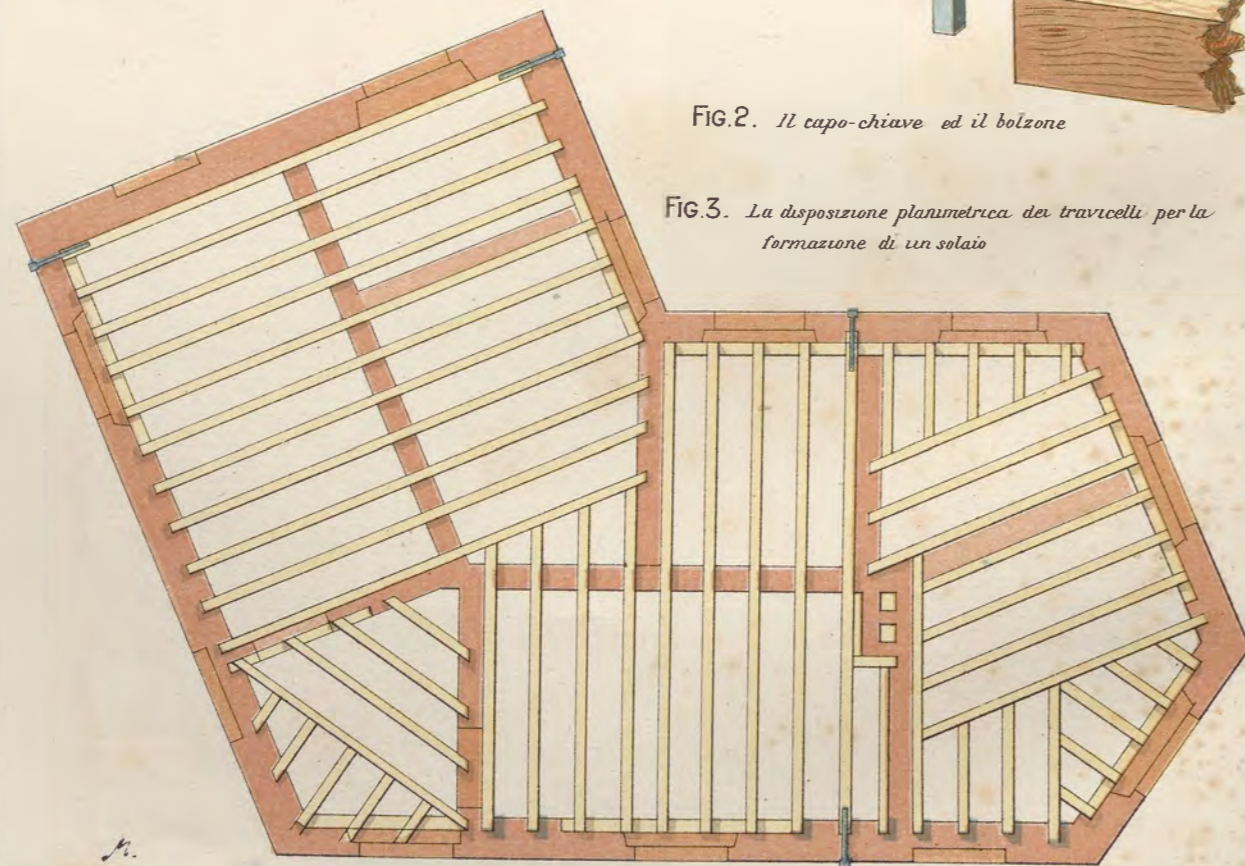 FIG.2. Il capo-chiave ed il bolzone
FIG.3. La disposizione planimetrica dei travicelli per la
formazione di un solaio
M.